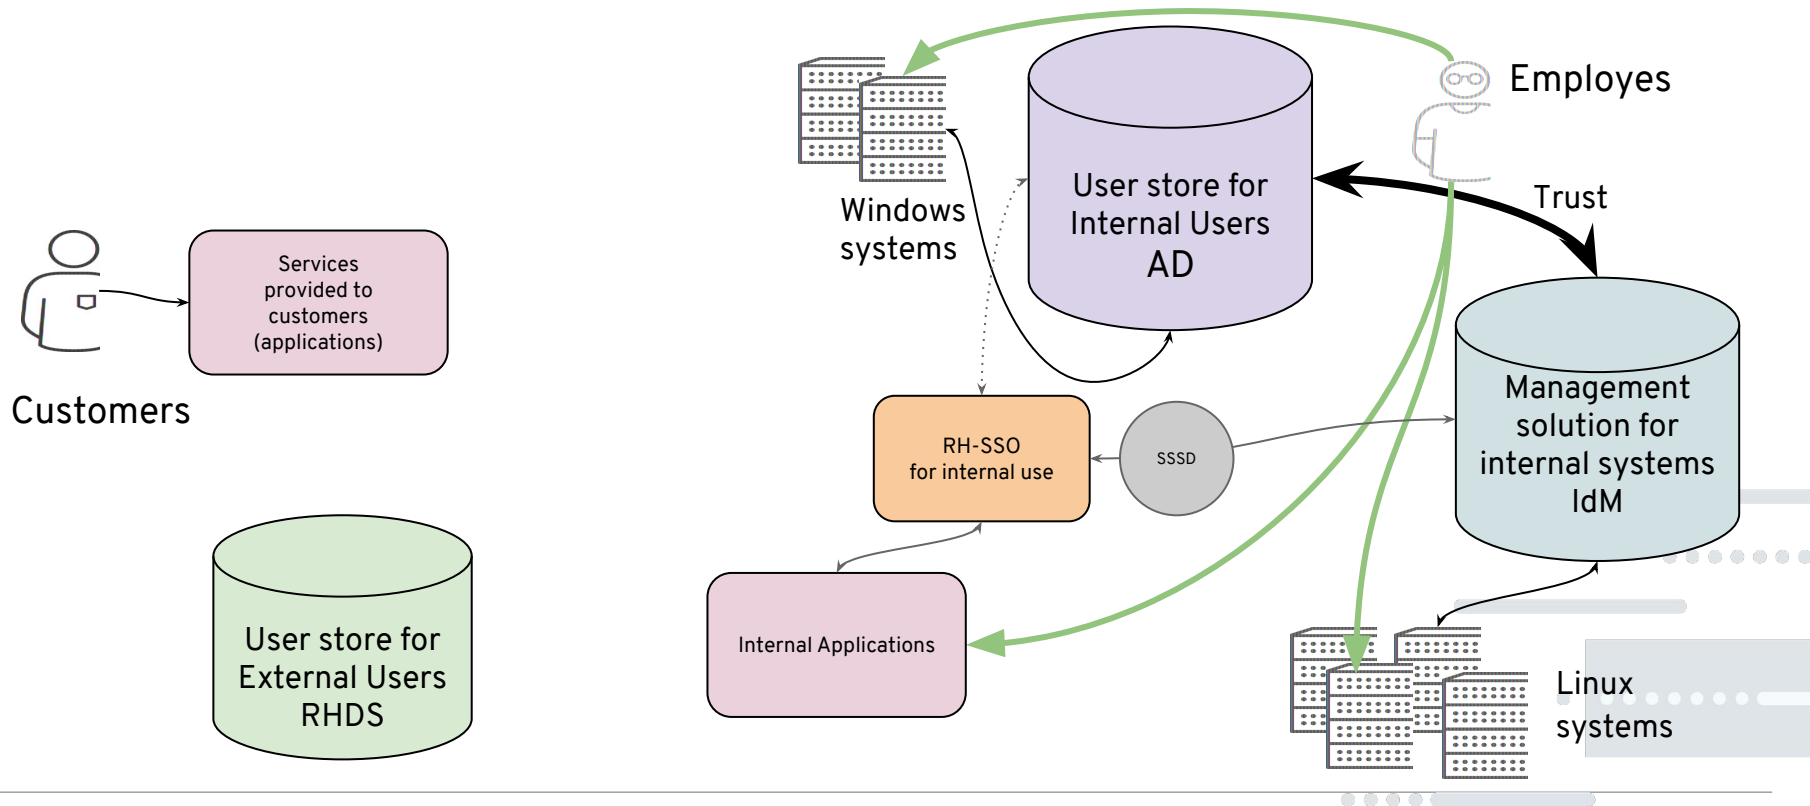 Employes
Windows
systems
User store for
Internal Users
AD
Trust
Services
provided to
customers
(applications)
Customers
Management
solution for
internal systems
IdM
RH-SSO
for internal use
SSSD
User store for
External Users
RHDS
Internal Applications
Linux
systems